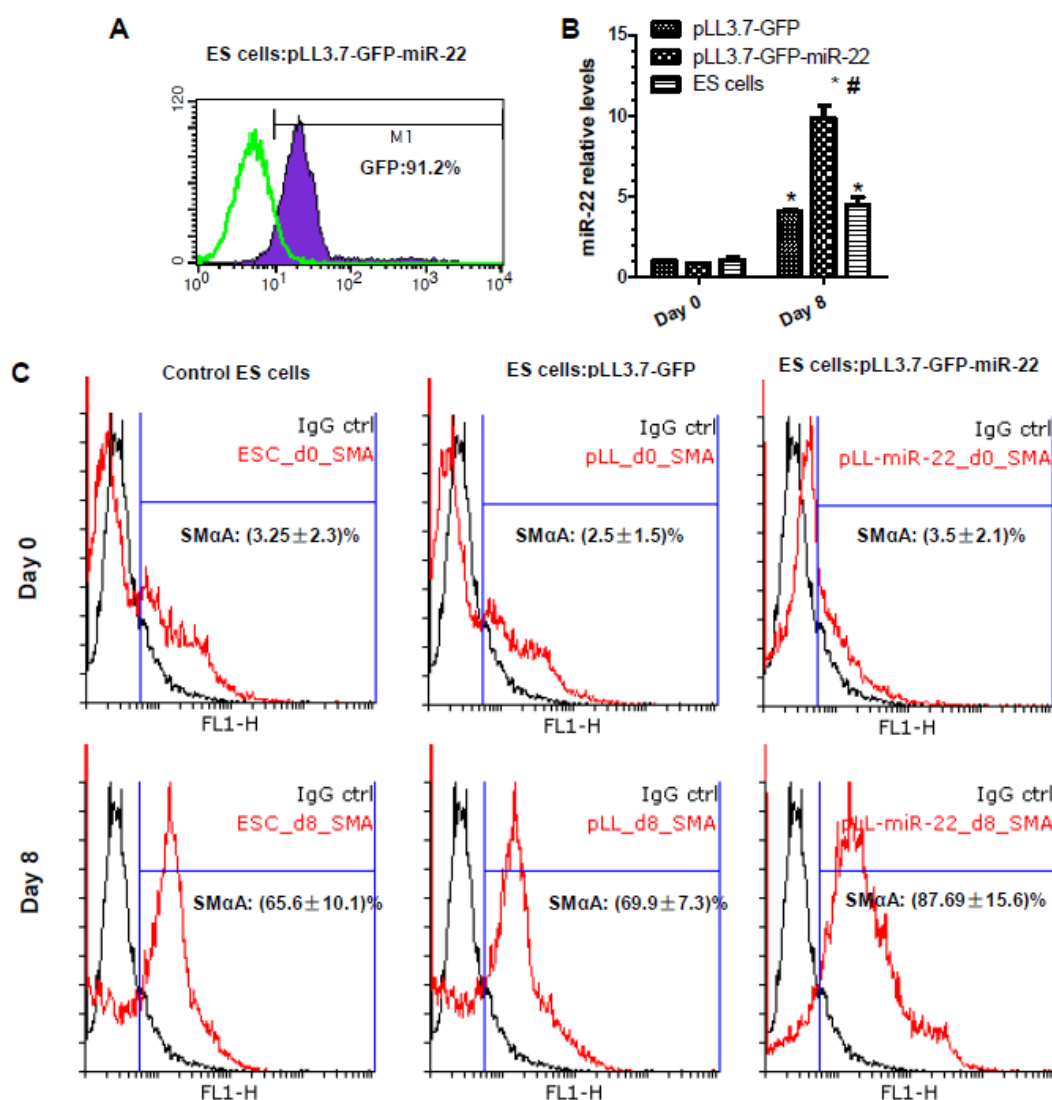 A
ES cells:pLL3.7-GFP-miR-22
120
0
M1
GFP:91.2%
10⁰ 10¹ 10² 10³ 10⁴
B
pLL3.7-GFP
pLL3.7-GFP-miR-22
ES cells
* #
*
*
miR-22 relative levels
15
10
5
0
Day 0
Day 8
C
Control ES cells
ES cells:pLL3.7-GFP
ES cells:pLL3.7-GFP-miR-22
Day 0
IgG ctrl
ESC_d0_SMA
SMαA: (3.25±2.3)%
FL1-H
IgG ctrl
pLL_d0_SMA
SMαA: (2.5±1.5)%
FL1-H
IgG ctrl
pLL-miR-22_d0_SMA
SMαA: (3.5±2.1)%
FL1-H
Day 8
IgG ctrl
ESC_d8_SMA
SMαA: (65.6±10.1)%
FL1-H
IgG ctrl
pLL_d8_SMA
SMαA: (69.9±7.3)%
FL1-H
IgG ctrl
pLL-miR-22_d8_SMA
SMαA: (87.69±15.6)%
FL1-H